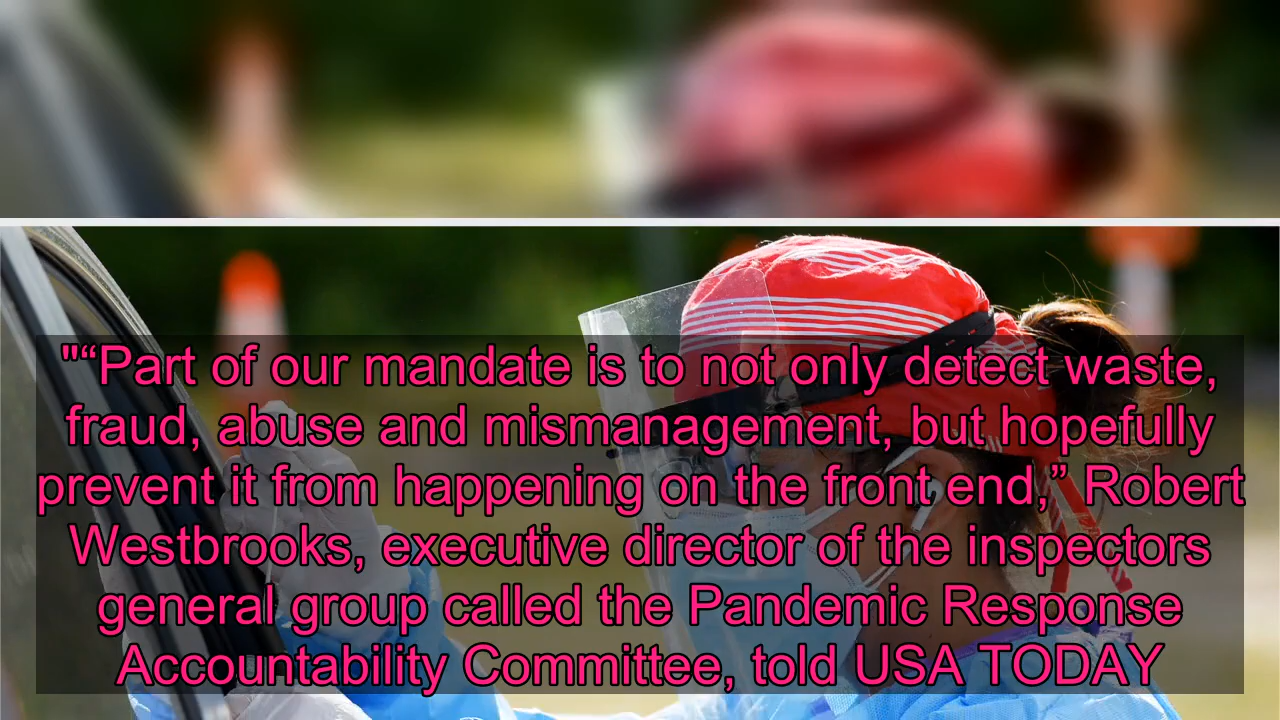 "“Part of our mandate is to not only detect waste,
fraud, abuse and mismanagement, but hopefully
prevent it from happening on the front end,” Robert
Westbrooks, executive director of the inspectors
general group called the Pandemic Response
Accountability Committee, told USA TODAY